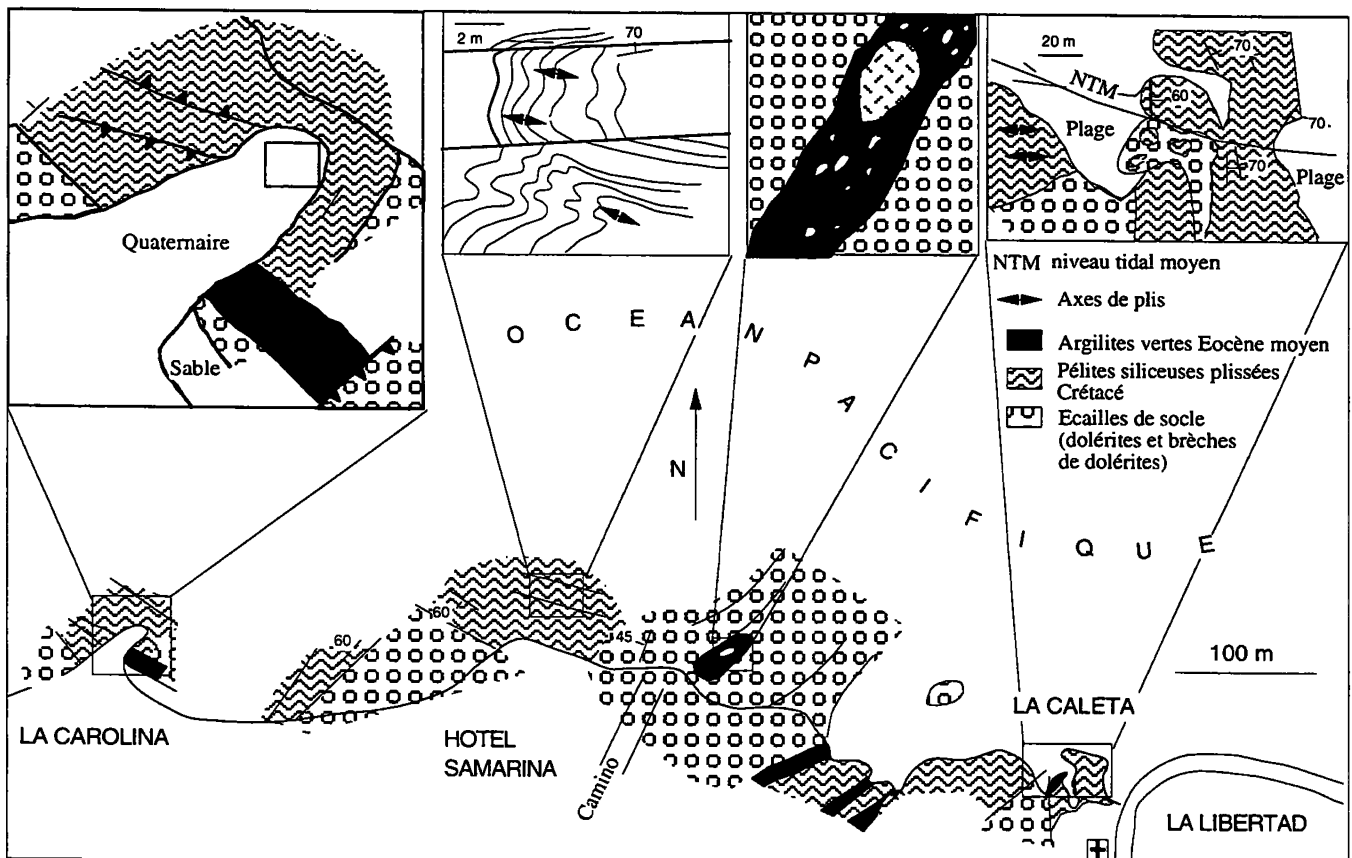 2 m
70
20 m
70
NTM
60
Plage
70
70
Plage
Quaternaire
Sable
NTM niveau tidal moyen
Axes de plis
Argilites vertes Eocène moyen
Pélites siliceuses plissées
Crétacé
Ecailles de socle
(dolérites et brèches
de dolérites)
OCEAN PACIFIQUE
N
60
60
45
100 m
LA CAROLINA
HOTEL
SAMARINA
Camino
LA CALETA
LA LIBERTAD